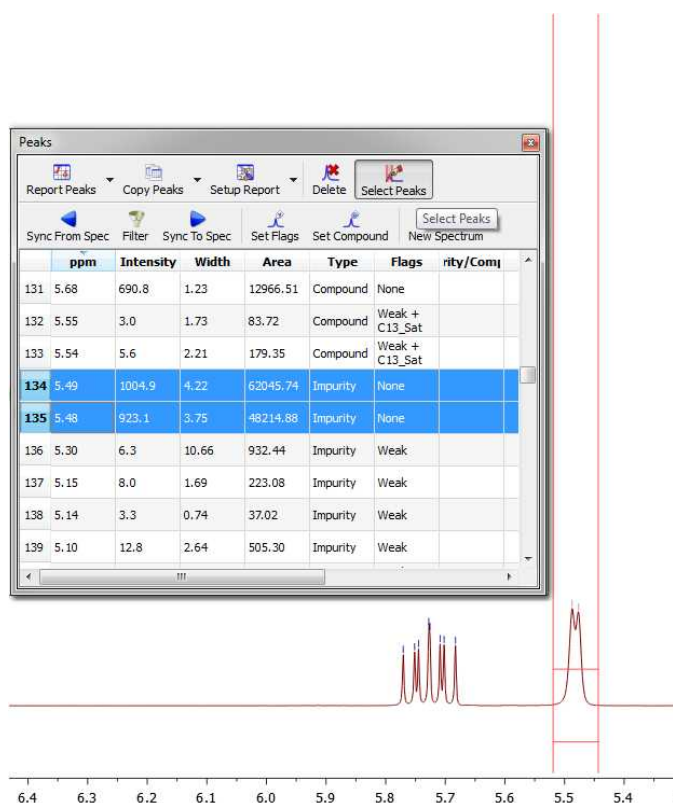 Peaks
Report Peaks Copy Peaks Setup Report Delete Select Peaks
Select Peaks
Sync From Spec Filter Sync To Spec Set Flags Set Compound New Spectrum
ppm Intensity Width Area Type Flags rity/Comp
131 5.68 690.8 1.23 12966.51 Compound None
132 5.55 3.0 1.73 83.72 Compound Weak + C13_Sat
133 5.54 5.6 2.21 179.35 Compound Weak + C13_Sat
134 5.49 1004.9 4.22 62045.74 Impurity None
135 5.48 923.1 3.75 48214.88 Impurity None
136 5.30 6.3 10.66 932.44 Impurity Weak
137 5.15 8.0 1.69 223.08 Impurity Weak
138 5.14 3.3 0.74 37.02 Impurity Weak
139 5.10 12.8 2.64 505.30 Impurity Weak
6.4 6.3 6.2 6.1 6.0 5.9 5.8 5.7 5.6 5.5 5.4